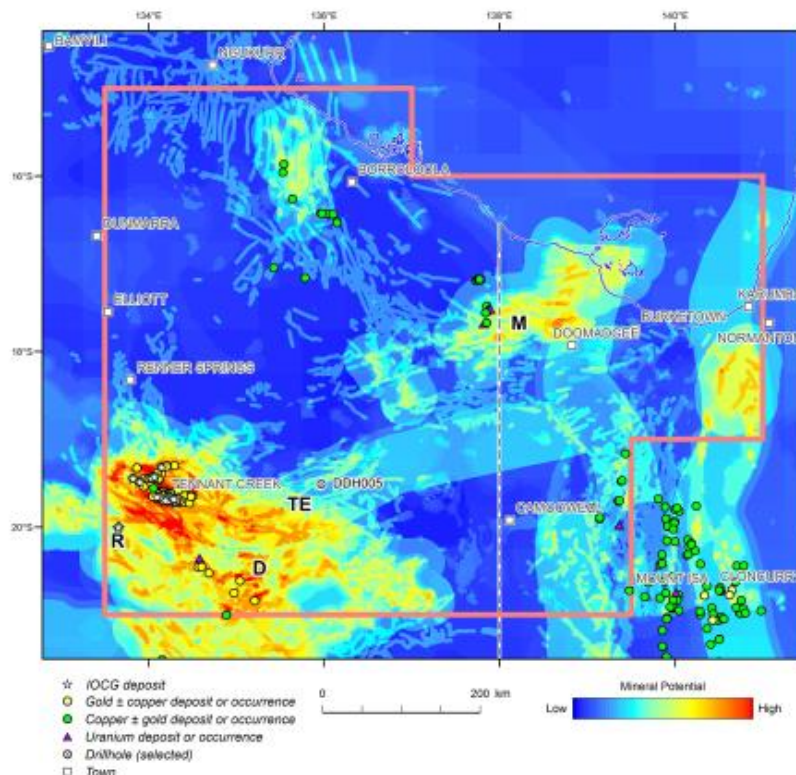 134°E 136°E 138°E 140°E
BAMYILI
NGUKURR
16°S
BORROLOOLA
DUNMARRA
ELLIOTT
BURKETOWN
M
DOOMADGEE
NORMANTON
18°S
RENNER SPRINGS
TENNANT CREEK
DDH005
TE
CAMOOWEAL
20°S
R
D
MOUNT ISA
CLONCURRY
IOCG deposit
Gold ± copper deposit or occurrence
Copper ± gold deposit or occurrence
Uranium deposit or occurrence
Drillhole (selected)
Town
0 200 km
Mineral Potential
Low High